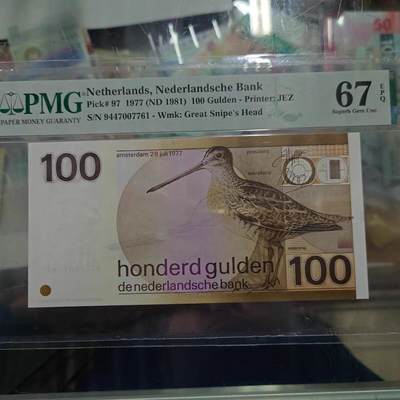 PMG
PAPER MONEY GUARANTY
Netherlands, Nederlandsche Bank
Pick# 97 1977 (ND 1981) 100 Gulden - Printer: JEZ
S/N 9447007761 - Wmk: Great Snipe's Head
67 EPQ
Superb Gem Unc
100
amsterdam 28 juli 1977
president
honderd gulden
de nederlandsche bank
100